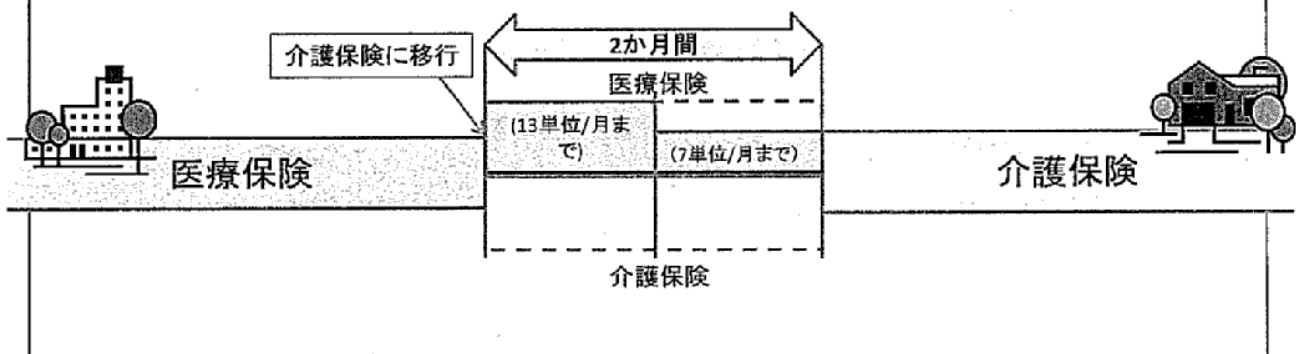 2か月間
介護保険に移行
医療保険
(13単位/月ま
で)
(7単位/月まで)
医療保険
介護保険
介護保険